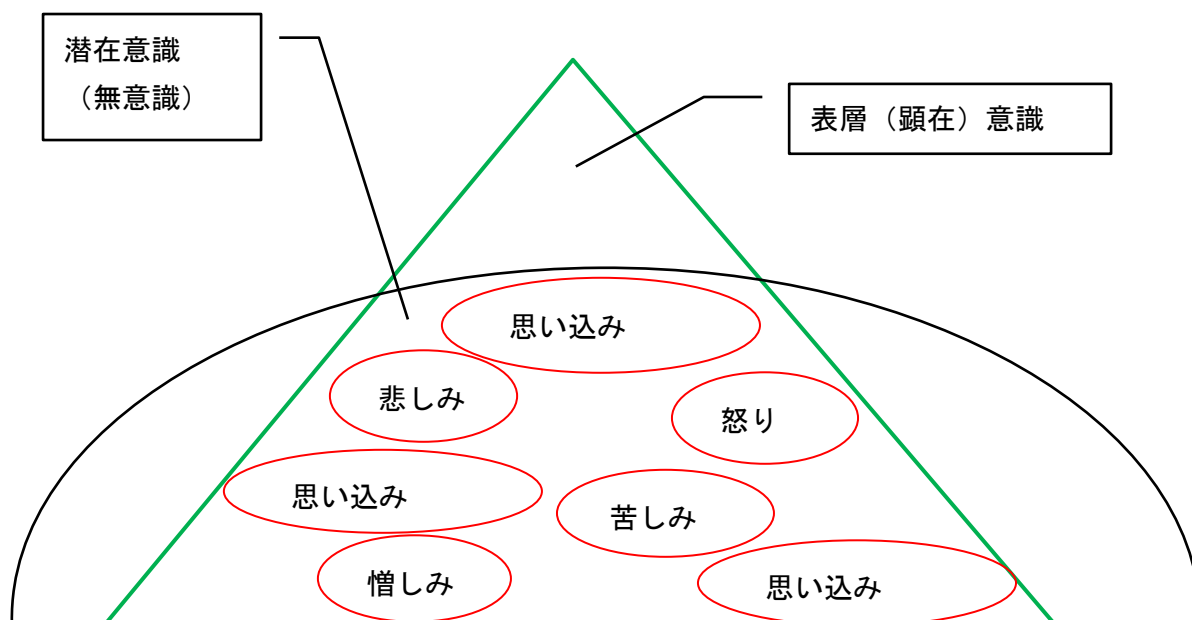 潜在意識
（無意識）
表層（顕在）意識
思い込み
悲しみ
怒り
思い込み
苦しみ
憎しみ
思い込み